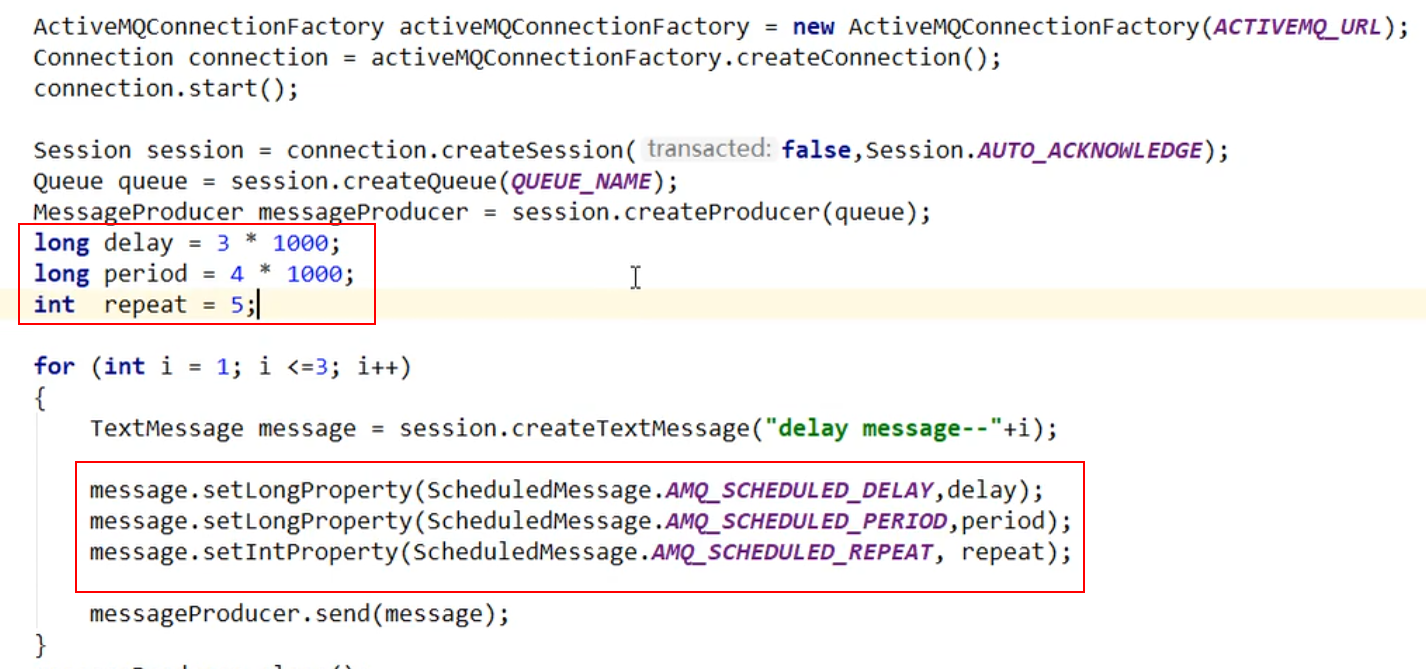 ActiveMQConnectionFactory activeMQConnectionFactory = new ActiveMQConnectionFactory(ACTIVEMQ_URL);
Connection connection = activeMQConnectionFactory.createConnection();
connection.start();
Session session = connection.createSession( transacted: false,Session.AUTO_ACKNOWLEDGE);
Queue queue = session.createQueue(QUEUE_NAME);
MessageProducer messageProducer = session.createProducer(queue);
long delay = 3 * 1000;
long period = 4 * 1000;
int  repeat = 5;
for (int i = 1; i <=3; i++)
{
    TextMessage message = session.createTextMessage("delay message--"+i);
    message.setLongProperty(ScheduledMessage.AMQ_SCHEDULED_DELAY,delay);
    message.setLongProperty(ScheduledMessage.AMQ_SCHEDULED_PERIOD,period);
    message.setIntProperty(ScheduledMessage.AMQ_SCHEDULED_REPEAT, repeat);
    messageProducer.send(message);
}